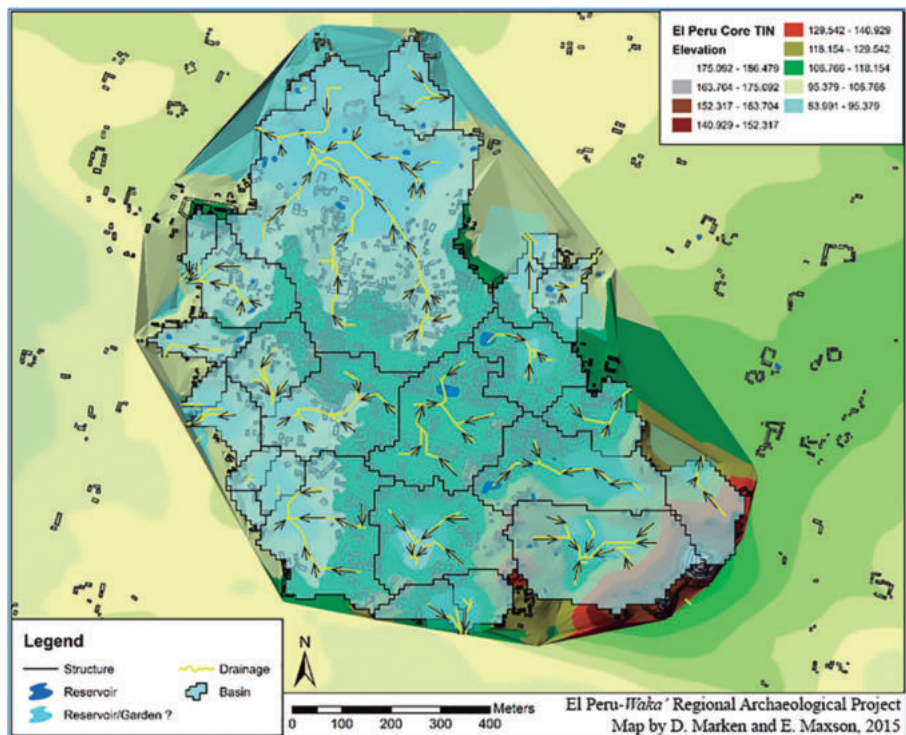 El Peru Core TIN
Elevation
175.092 - 186.479
163.704 - 175.092
152.317 - 163.704
140.929 - 152.317
129.542 - 140.929
118.154 - 129.542
106.766 - 118.154
95.379 - 106.766
83.991 - 95.379
Legend
Structure
Reservoir
Reservoir/Garden ?
Drainage
Basin
N
Meters
0 100 200 400
El Peru-Waka' Regional Archaeological Project
Map by D. Marken and E. Maxson, 2015